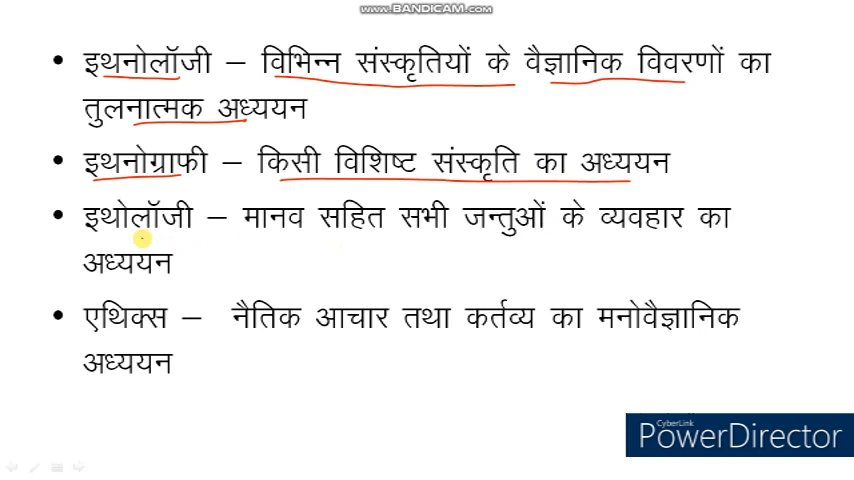 www.BANDICAM.com
• इथनोलॉजी – विभिन्न संस्कृतियों के वैज्ञानिक विवरणों का
तुलनात्मक अध्ययन
• इथनोग्राफी – किसी विशिष्ट संस्कृति का अध्ययन
• इथोलॉजी – मानव सहित सभी जन्तुओं के व्यवहार का
अध्ययन
• एथिक्स – नैतिक आचार तथा कर्तव्य का मनोवैज्ञानिक
अध्ययन
CyberLink
PowerDirector